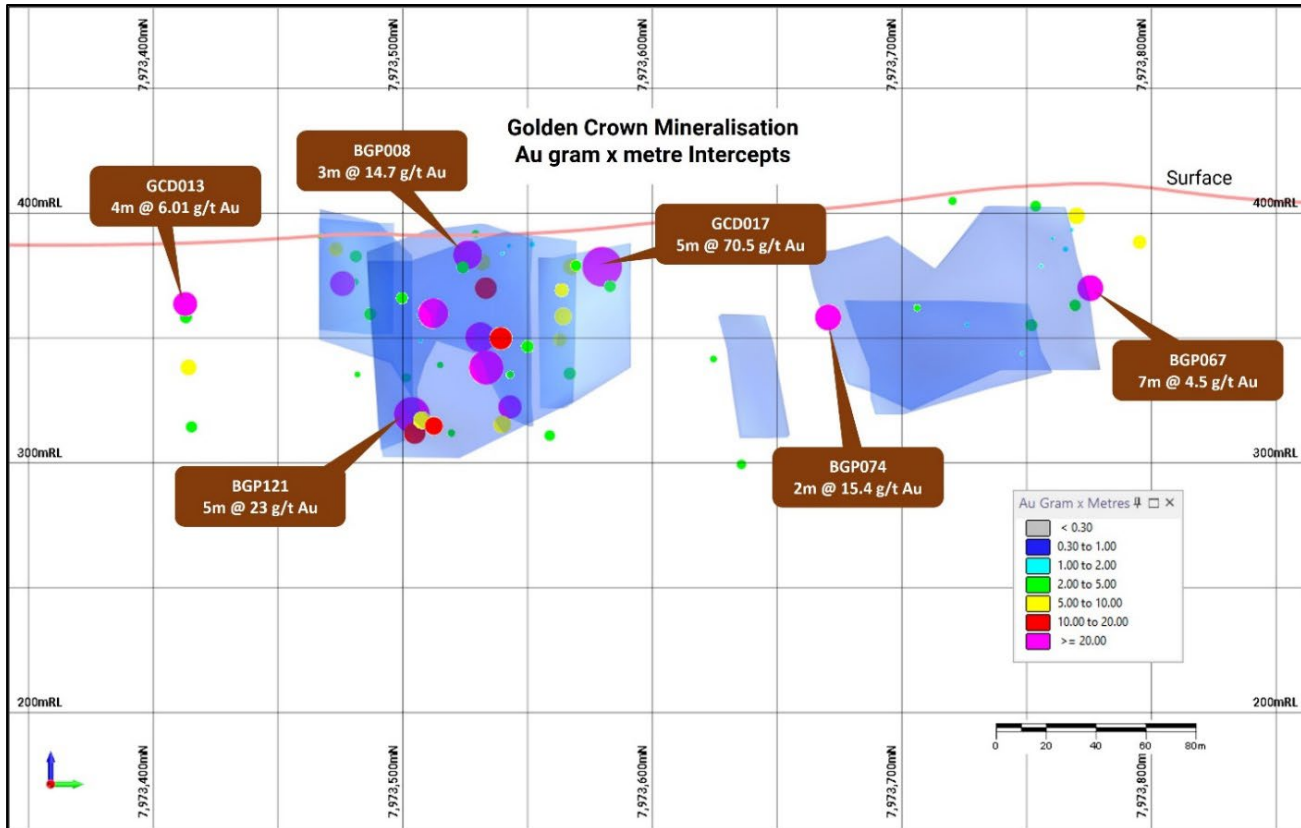 7,973,400mN
7,973,500mN
7,973,600mN
7,973,700mN
7,973,800mN
Golden Crown Mineralisation
Au gram x metre Intercepts
BGP008
3m @ 14.7 g/t Au
GCD013
4m @ 6.01 g/t Au
GCD017
5m @ 70.5 g/t Au
Surface
400mRL
400mRL
BGP067
7m @ 4.5 g/t Au
BGP121
5m @ 23 g/t Au
BGP074
2m @ 15.4 g/t Au
300mRL
300mRL
Au Gram x Metres
< 0.30
0.30 to 1.00
1.00 to 2.00
2.00 to 5.00
5.00 to 10.00
10.00 to 20.00
>= 20.00
200mRL
200mRL
0 20 40 60 80m
7,973,400mN
7,973,500mN
7,973,600mN
7,973,700mN
7,973,800mN